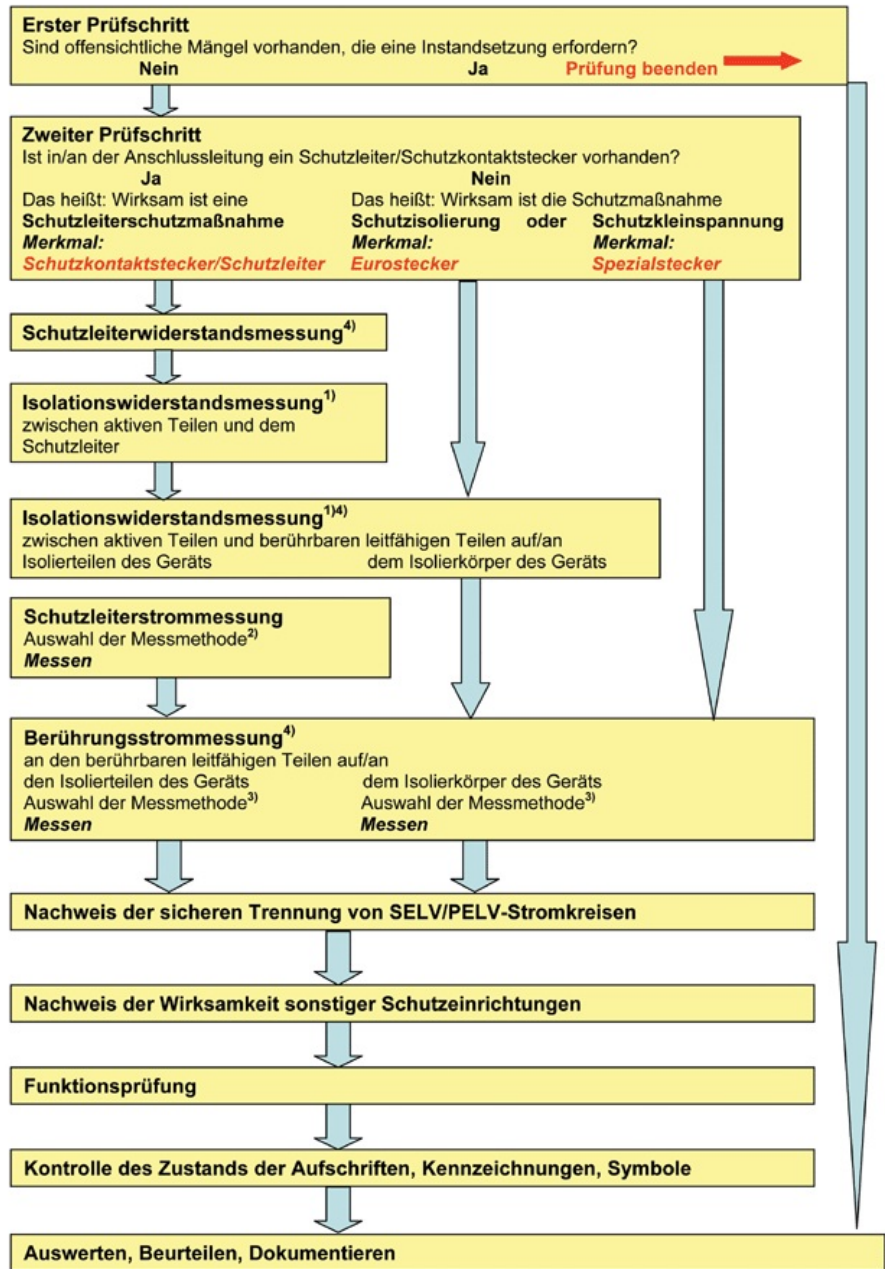 Erster Prüfschritt
Sind offensichtliche Mängel vorhanden, die eine Instandsetzung erfordern?
Nein Ja Prüfung beenden
Zweiter Prüfschritt
Ist in/an der Anschlussleitung ein Schutzleiter/Schutzkontaktstecker vorhanden?
Ja Nein
Das heißt: Wirksam ist eine Das heißt: Wirksam ist die Schutzmaßnahme
Schutzleiterschutzmaßnahme Schutzisolierung oder Schutzkleinspannung
Merkmal: Merkmal: Merkmal:
Schutzkontaktstecker/Schutzleiter Eurostecker Spezialstecker
Schutzleiterwiderstandsmessung4)
Isolationswiderstandsmessung1)
zwischen aktiven Teilen und dem
Schutzleiter
Isolationswiderstandsmessung1)4)
zwischen aktiven Teilen und berührbaren leitfähigen Teilen auf/an
Isolierteilen des Geräts dem Isolierkörper des Geräts
Schutzleiterstrommessung
Auswahl der Messmethode2)
Messen
Berührungsstrommessung4)
an den berührbaren leitfähigen Teilen auf/an
den Isolierteilen des Geräts dem Isolierkörper des Geräts
Auswahl der Messmethode3) Auswahl der Messmethode3)
Messen Messen
Nachweis der sicheren Trennung von SELV/PELV-Stromkreisen
Nachweis der Wirksamkeit sonstiger Schutzeinrichtungen
Funktionsprüfung
Kontrolle des Zustands der Aufschriften, Kennzeichnungen, Symbole
Auswerten, Beurteilen, Dokumentieren